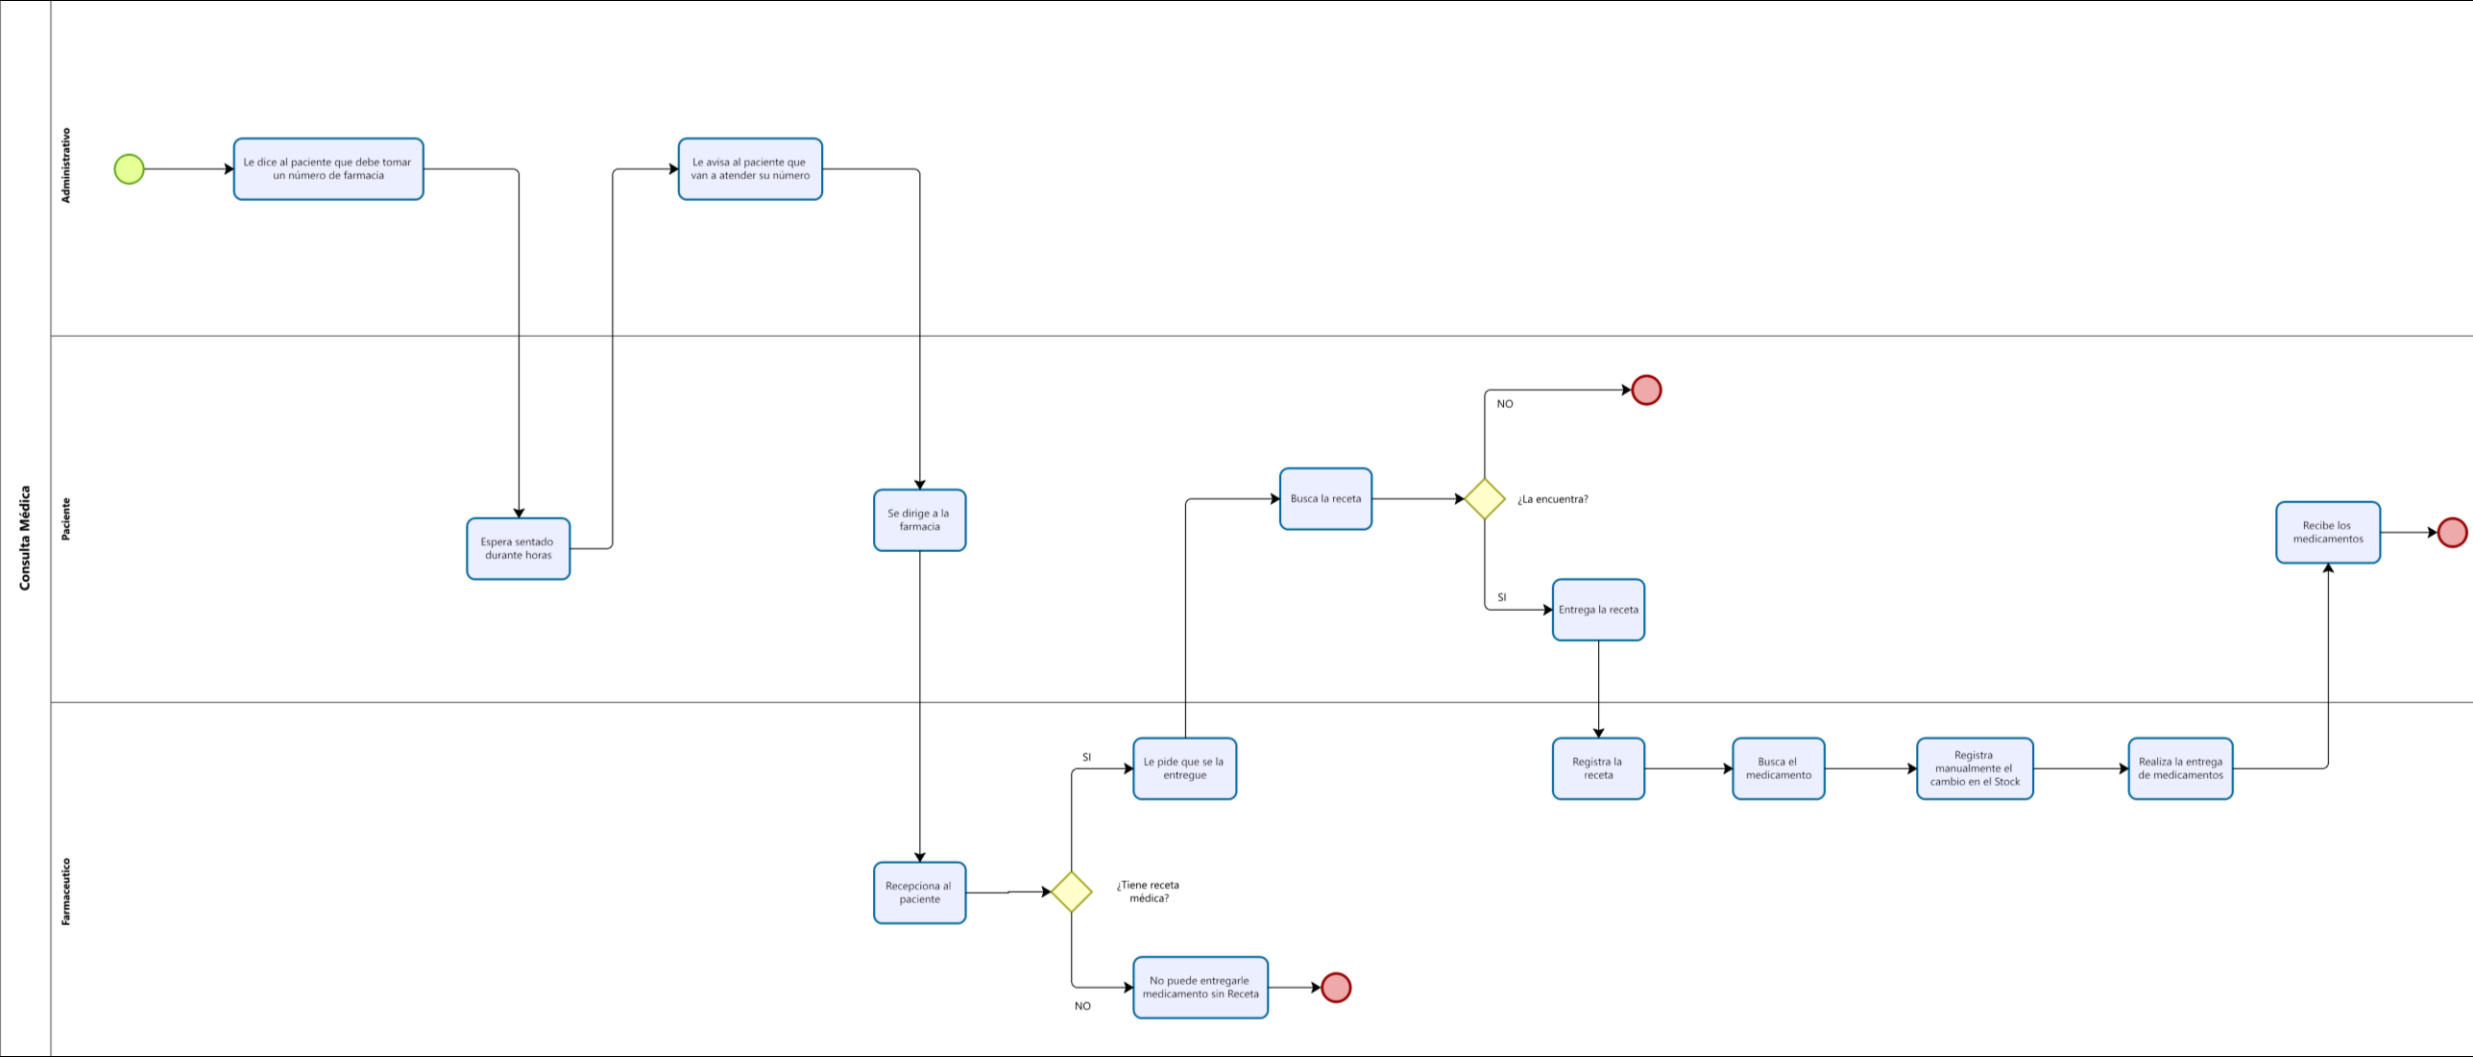 Consulta Médica
Administrativo
Le dice al paciente que debe tomar
un número de farmacia
Le avisa al paciente que
van a atender su número
Paciente
Espera sentado
durante horas
Se dirige a la
farmacia
Busca la receta
¿La encuentra?
NO
SI
Entrega la receta
Recibe los
medicamentos
Farmaceutico
Recepciona al
paciente
¿Tiene receta
médica?
SI
Le pide que se la
entregue
NO
No puede entregarle
medicamento sin Receta
Registra la
receta
Busca el
medicamento
Registra
manualmente el
cambio en el Stock
Realiza la entrega
de medicamentos